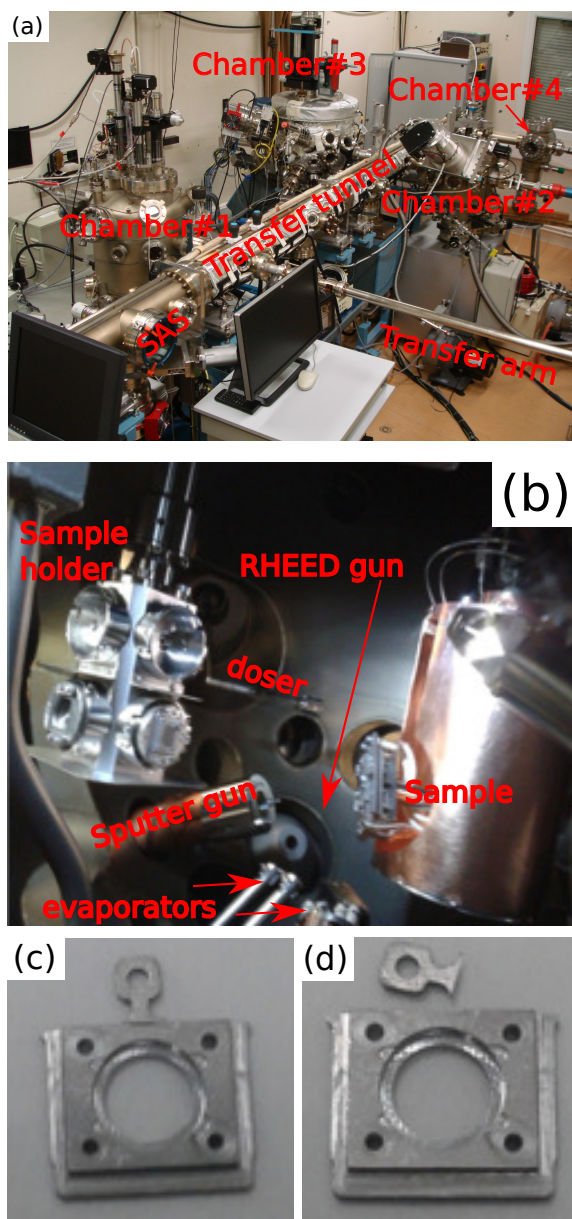 (a)
Chamber#3
Chamber#4
Chamber#1
Transfer tunnel
Chamber#2
SAS
Transfer arm
(b)
Sample
holder
RHEED gun
doser
Sample
Sputter gun
evaporators
(c)
(d)